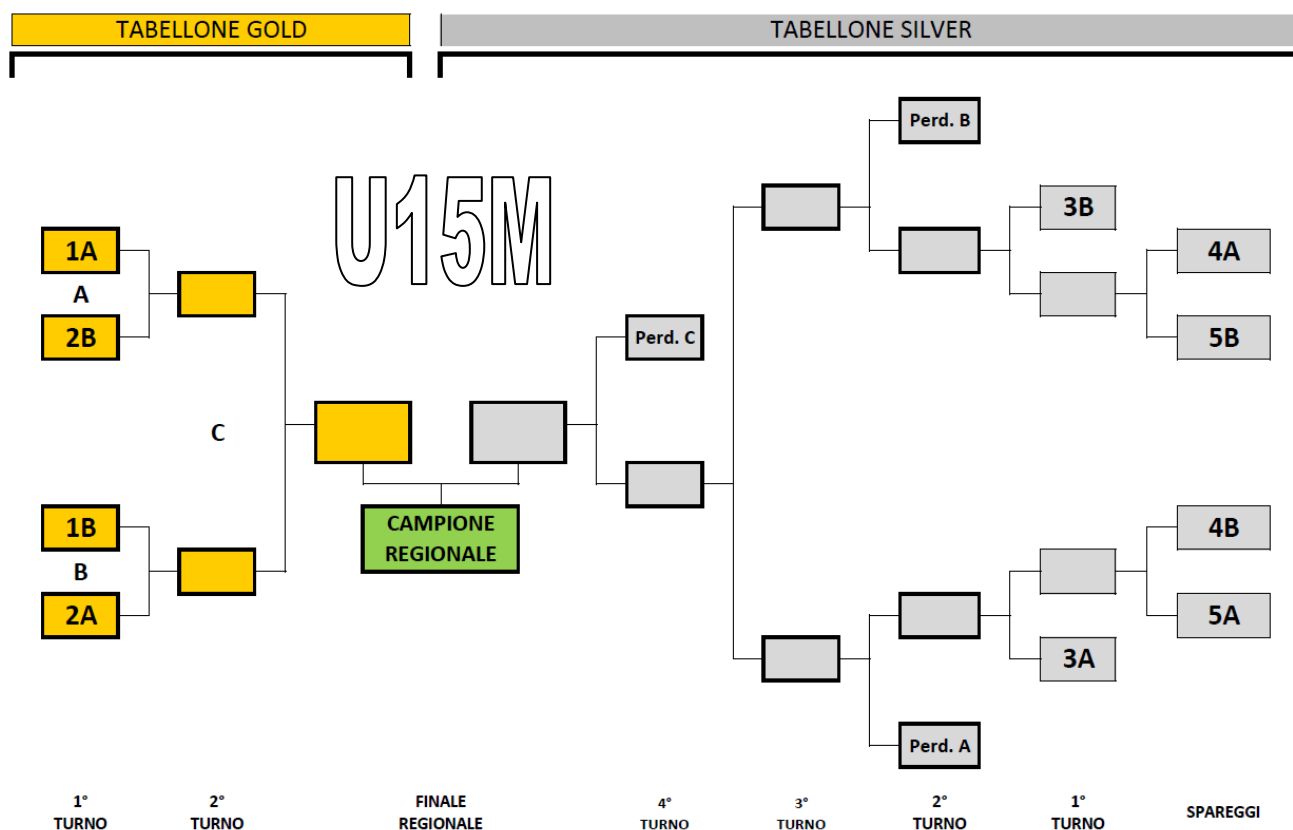 TABELLONE GOLD
TABELLONE SILVER
U15M
Perd. B
3B
1A
4A
A
2B
Perd. C
5B
C
1B
CAMPIONE
REGIONALE
4B
B
2A
5A
3A
Perd. A
1°
TURNO
2°
TURNO
FINALE
REGIONALE
4°
TURNO
3°
TURNO
2°
TURNO
1°
TURNO
SPAREGGI